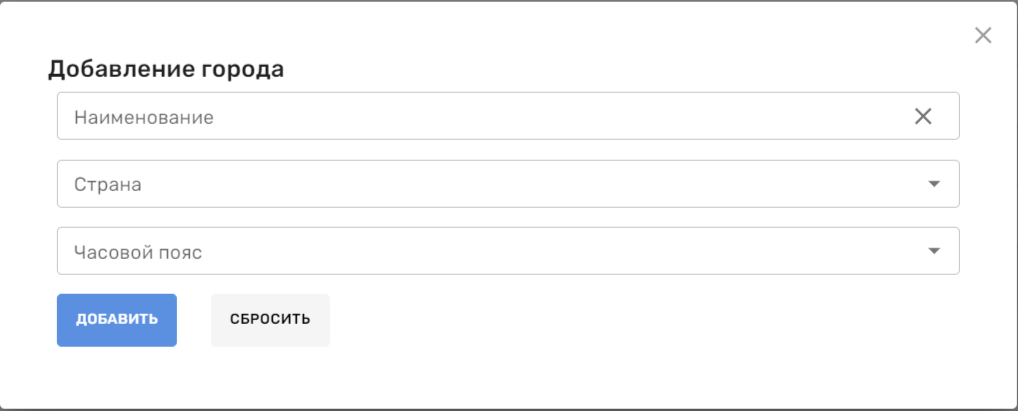 Добавление города
Наименование
Страна
Часовой пояс
ДОБАВИТЬ
СБРОСИТЬ